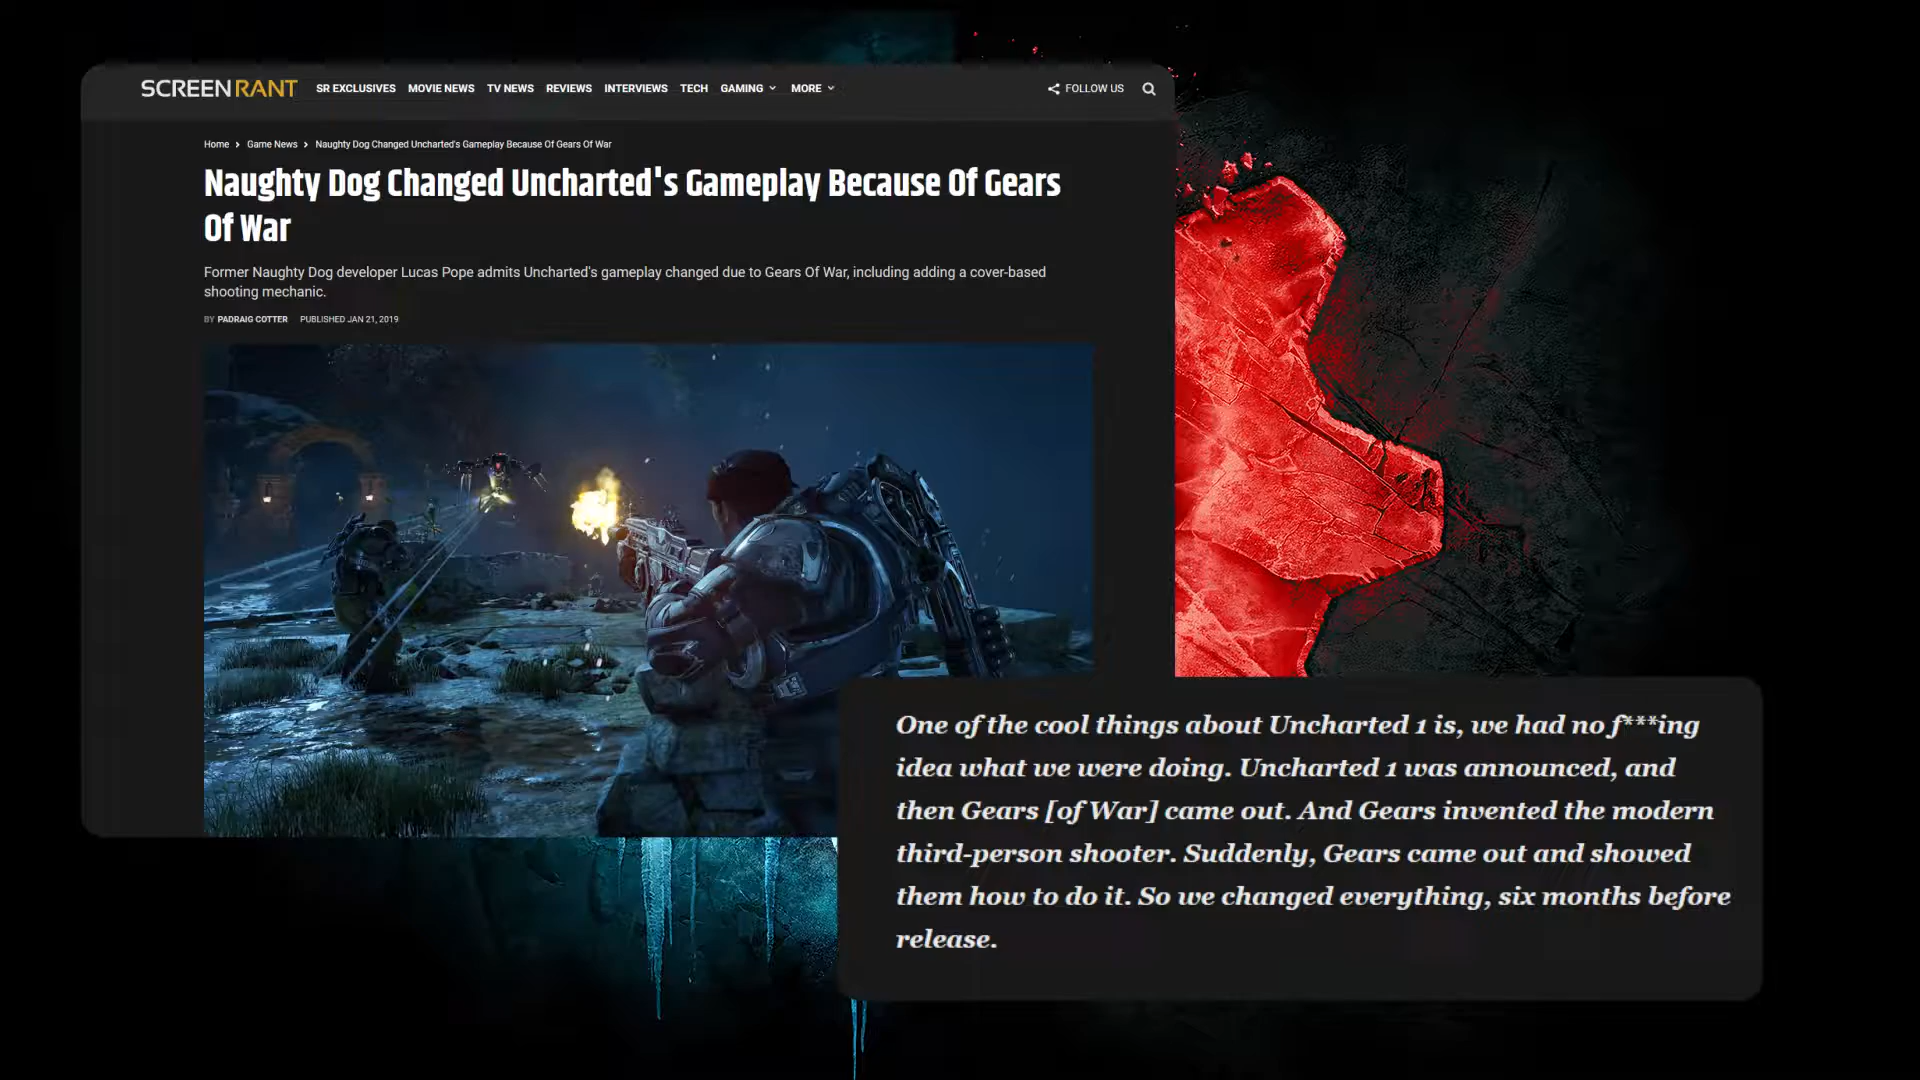 SCREENRANT SR EXCLUSIVES MOVIE NEWS TV NEWS REVIEWS INTERVIEWS TECH GAMING MORE FOLLOW US
Home > Game News > Naughty Dog Changed Uncharted's Gameplay Because Of Gears Of War
Naughty Dog Changed Uncharted's Gameplay Because Of Gears
Of War
Former Naughty Dog developer Lucas Pope admits Uncharted's gameplay changed due to Gears Of War, including adding a cover-based
shooting mechanic.
BY PADRAIG COTTER PUBLISHED JAN 21, 2019
One of the cool things about Uncharted 1 is, we had no f***ing
idea what we were doing. Uncharted 1 was announced, and
then Gears [of War] came out. And Gears invented the modern
third-person shooter. Suddenly, Gears came out and showed
them how to do it. So we changed everything, six months before
release.